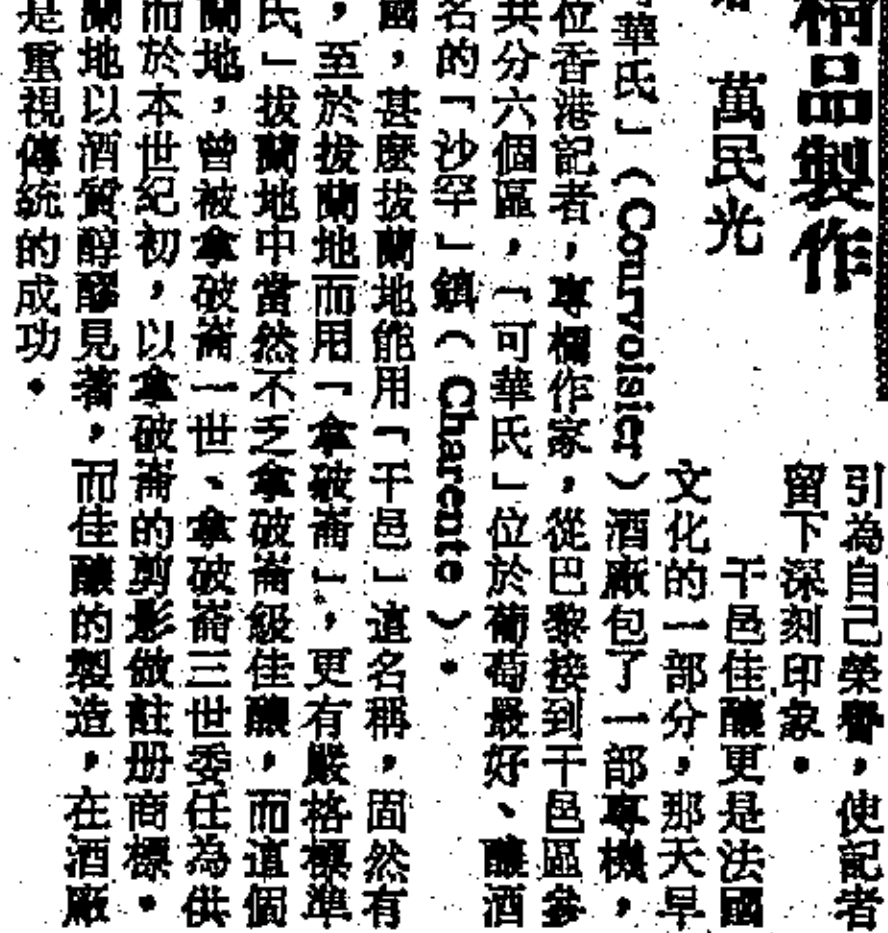 品製作
萬民光
引為自己榮譽，使記者
留下深刻印象。
干邑佳釀更是法國
文化的一部分，那天早
華氏」（Courvoisier）酒廠包了一部專機，
位香港記者，專欄作家，從巴黎接到干邑區參
共分六個區，「可華氏」位於葡萄最好、釀酒
名的「沙罕」鎮（Charente）。
國，甚麼拔蘭地能用「干邑」這名稱，固然有
，至於拔蘭地而用「拿破崙」，更有嚴格標準
氏」拔蘭地中當然不乏拿破崙級佳釀，而這個
蘭地，曾被拿破崙一世、拿破崙三世委任為供
而於本世紀初，以拿破崙的剪影做註册商標。
蘭地以酒質醇醪見著，而佳釀的製造，在酒廠
是重視傳統的成功。